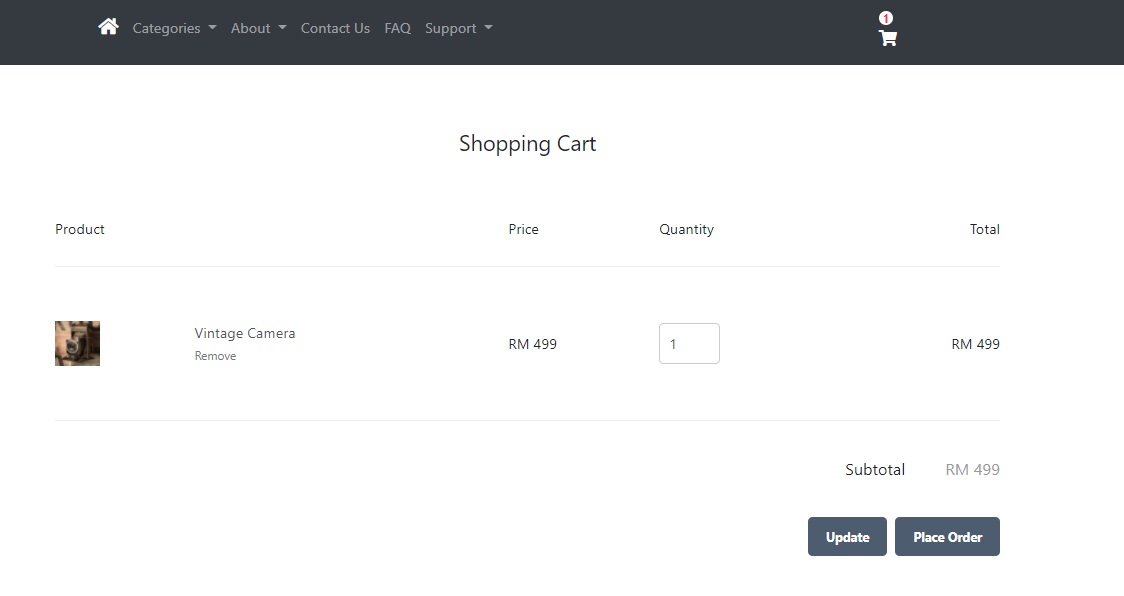 1
Categories About Contact Us FAQ Support
Shopping Cart
Product Price Quantity Total
Vintage Camera
Remove
RM 499 1 RM 499
Subtotal RM 499
Update Place Order